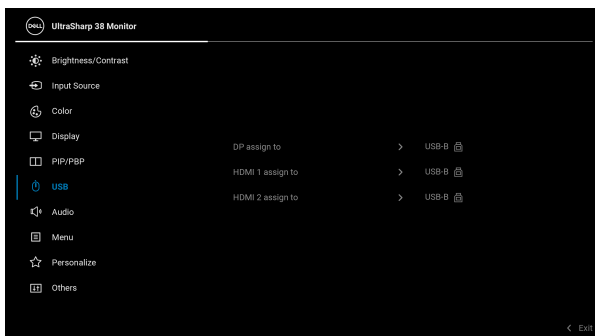 DELL UltraSharp 38 Monitor
Brightness/Contrast
Input Source
Color
Display
DP assign to USB-B
PIP/PBP
HDMI 1 assign to USB-B
USB
HDMI 2 assign to USB-B
Audio
Menu
Personalize
Others
Exit